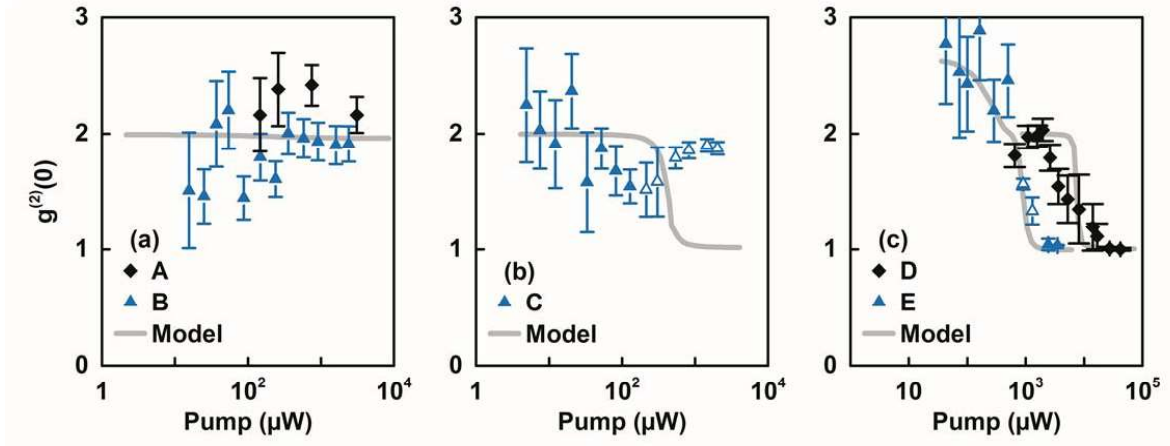 g⁽²⁾(0)
3
2
1
0
(a)
A
B
Model
1
10²
10⁴
Pump (μW)
3
2
1
0
(b)
C
Model
1
10²
10⁴
Pump (μW)
3
2
1
0
(c)
D
E
Model
10
10³
10⁵
Pump (μW)